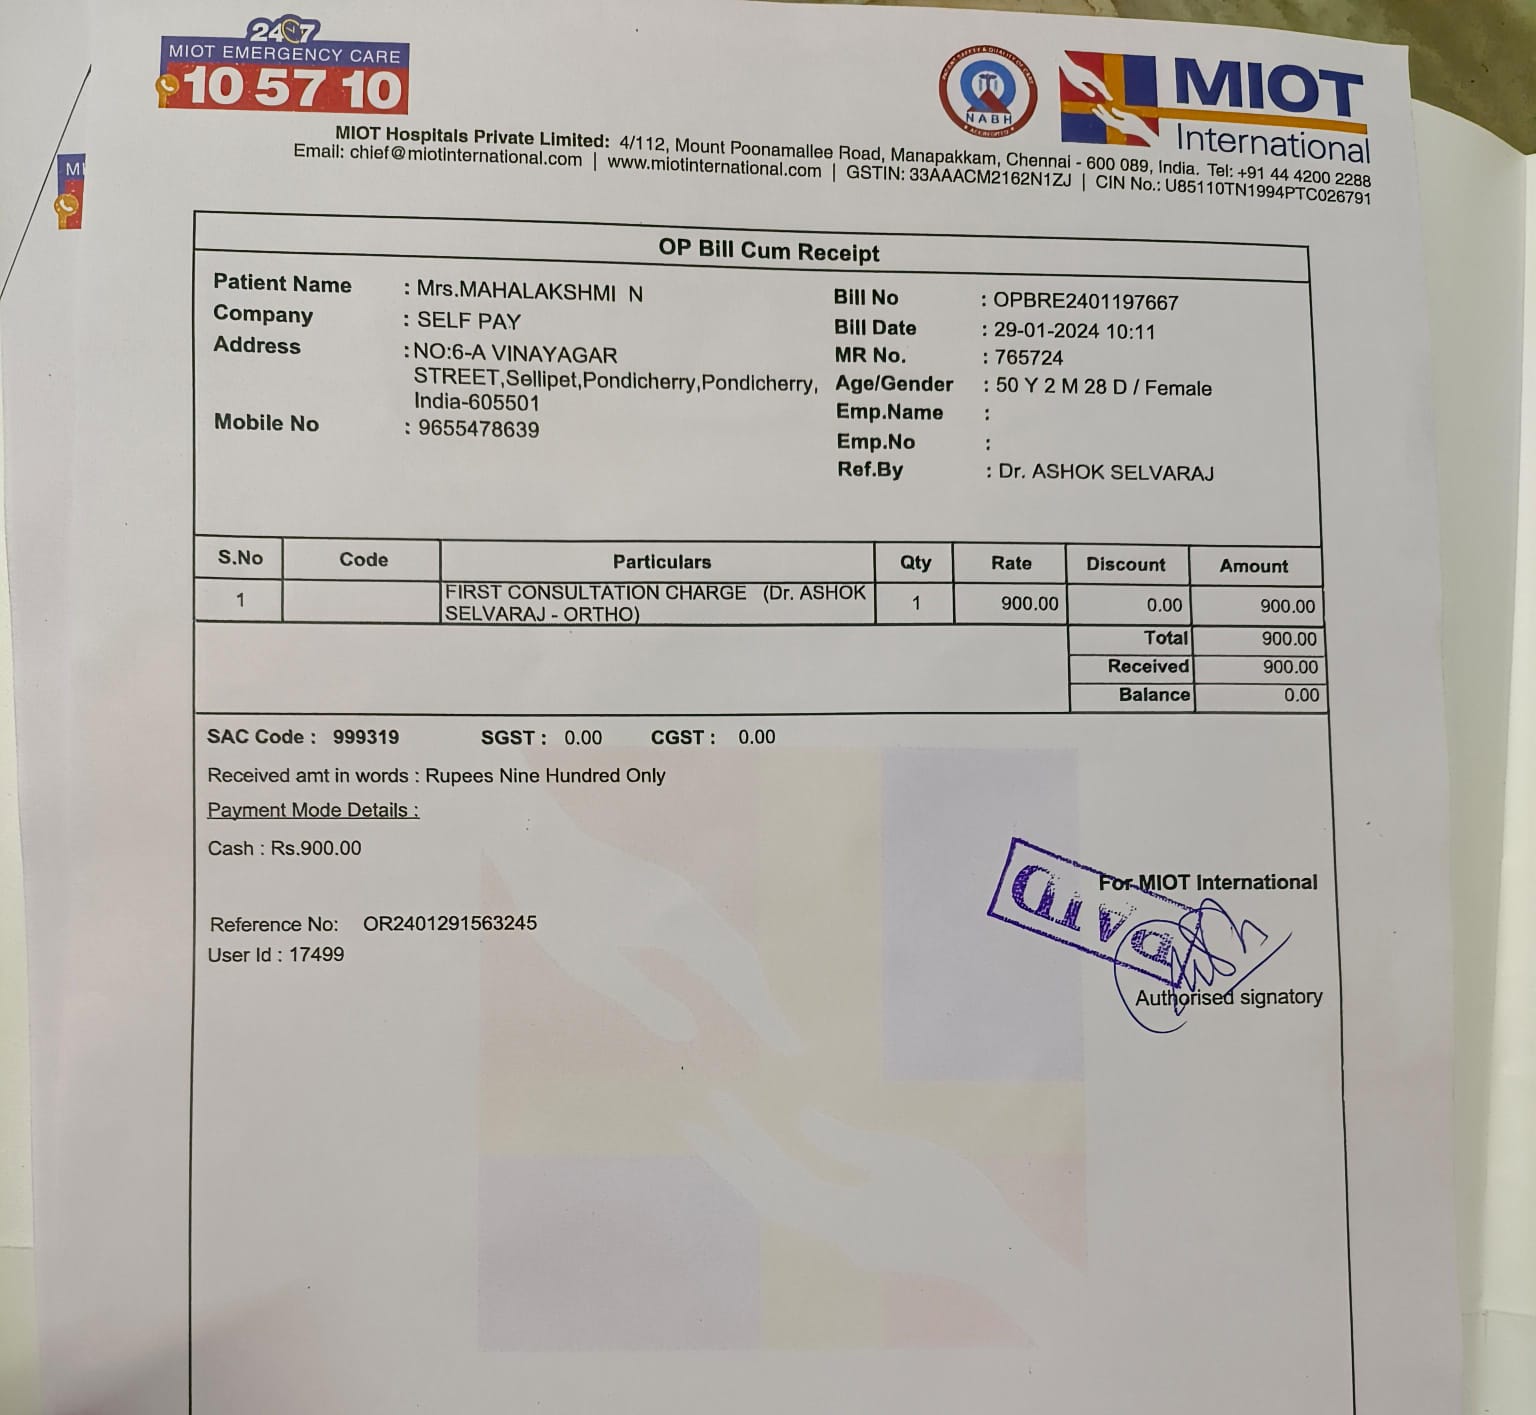 24 7
MIOT EMERGENCY CARE
10 57 10
NABH
MIOT
International
MIOT Hospitals Private Limited: 4/112, Mount Poonamallee Road, Manapakkam, Chennai - 600 089, India. Tel: +91 44 4200 2288
Email: chief@miotinternational.com | www.miotinternational.com | GSTIN: 33AAACM2162N1ZJ | CIN No.: U85110TN1994PTC026791
MI
OP Bill Cum Receipt
Patient Name : Mrs.MAHALAKSHMI N
Company : SELF PAY
Address : NO:6-A VINAYAGAR
STREET,Sellipet,Pondicherry,Pondicherry,
India-605501
Mobile No : 9655478639
Bill No : OPBRE2401197667
Bill Date : 29-01-2024 10:11
MR No. : 765724
Age/Gender : 50 Y 2 M 28 D / Female
Emp.Name :
Emp.No :
Ref.By : Dr. ASHOK SELVARAJ
S.No Code Particulars Qty Rate Discount Amount
1 FIRST CONSULTATION CHARGE (Dr. ASHOK SELVARAJ - ORTHO) 1 900.00 0.00 900.00
Total 900.00
Received 900.00
Balance 0.00
SAC Code : 999319 SGST : 0.00 CGST : 0.00
Received amt in words : Rupees Nine Hundred Only
Payment Mode Details :
Cash : Rs.900.00
For MIOT International
PAID
Reference No: OR2401291563245
User Id : 17499
Authorised signatory